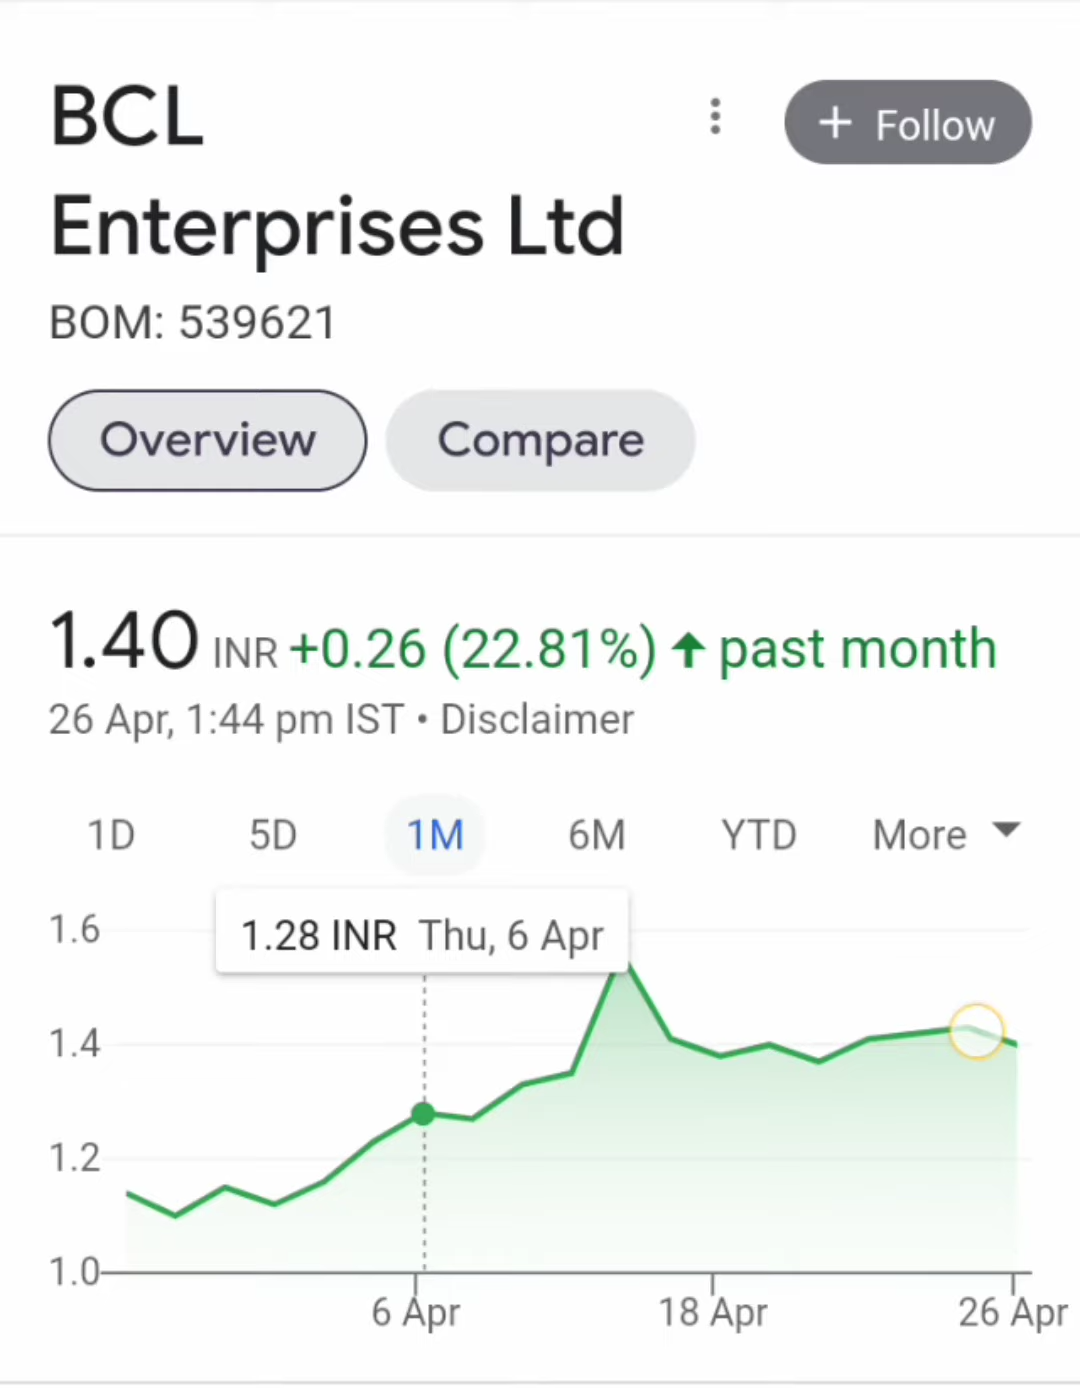 BCL
Enterprises Ltd
+ Follow
BOM: 539621
Overview Compare
1.40 INR +0.26 (22.81%) ↑ past month
26 Apr, 1:44 pm IST • Disclaimer
1D 5D 1M 6M YTD More
1.28 INR Thu, 6 Apr
1.6
1.4
1.2
1.0
6 Apr 18 Apr 26 Apr